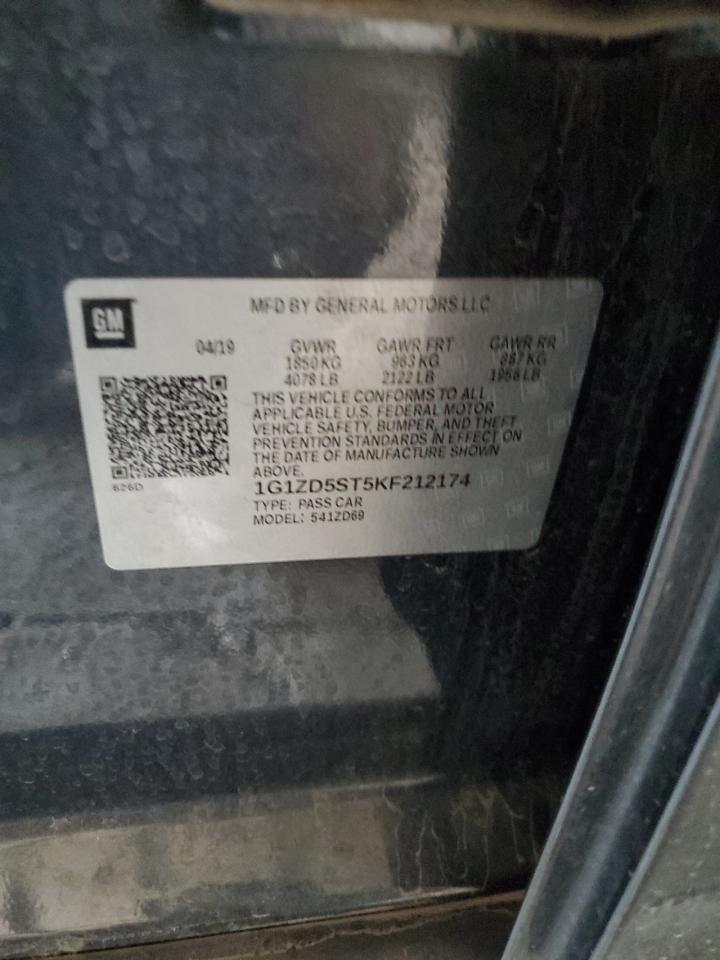 GM
MFD BY GENERAL MOTORS LLC
04/19 GVWR GAWR FRT GAWR RR
1850 KG 963 KG 887 KG
4078 LB 2122 LB 1956 LB
THIS VEHICLE CONFORMS TO ALL
APPLICABLE U.S. FEDERAL MOTOR
VEHICLE SAFETY, BUMPER, AND THEFT
PREVENTION STANDARDS IN EFFECT ON
THE DATE OF MANUFACTURE SHOWN
ABOVE.
626D
1G1ZD5ST5KF212174
TYPE: PASS CAR
MODEL: 541ZD69